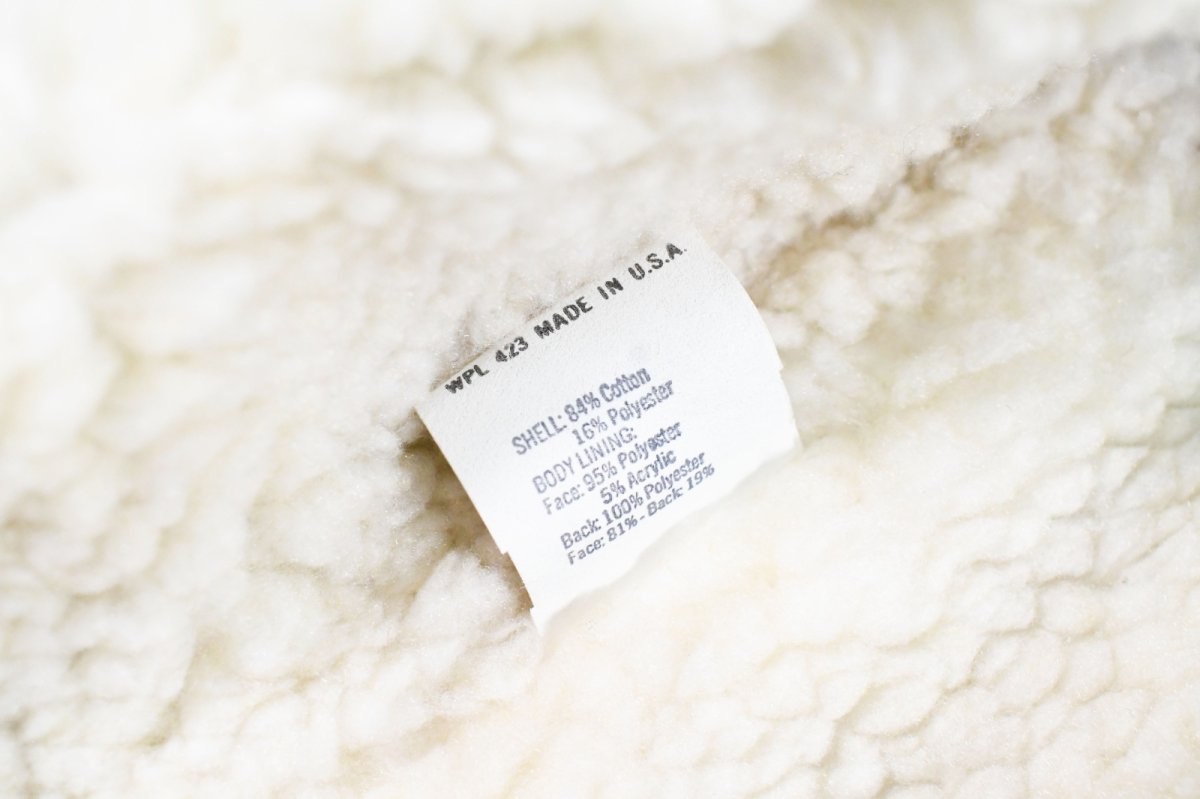 WPL 423 MADE IN U.S.A.
SHELL: 84% Cotton
16% Polyester
BODY LINING:
Face: 95% Polyester
5% Acrylic
Back: 100% Polyester
Face: 81% - Back: 19%